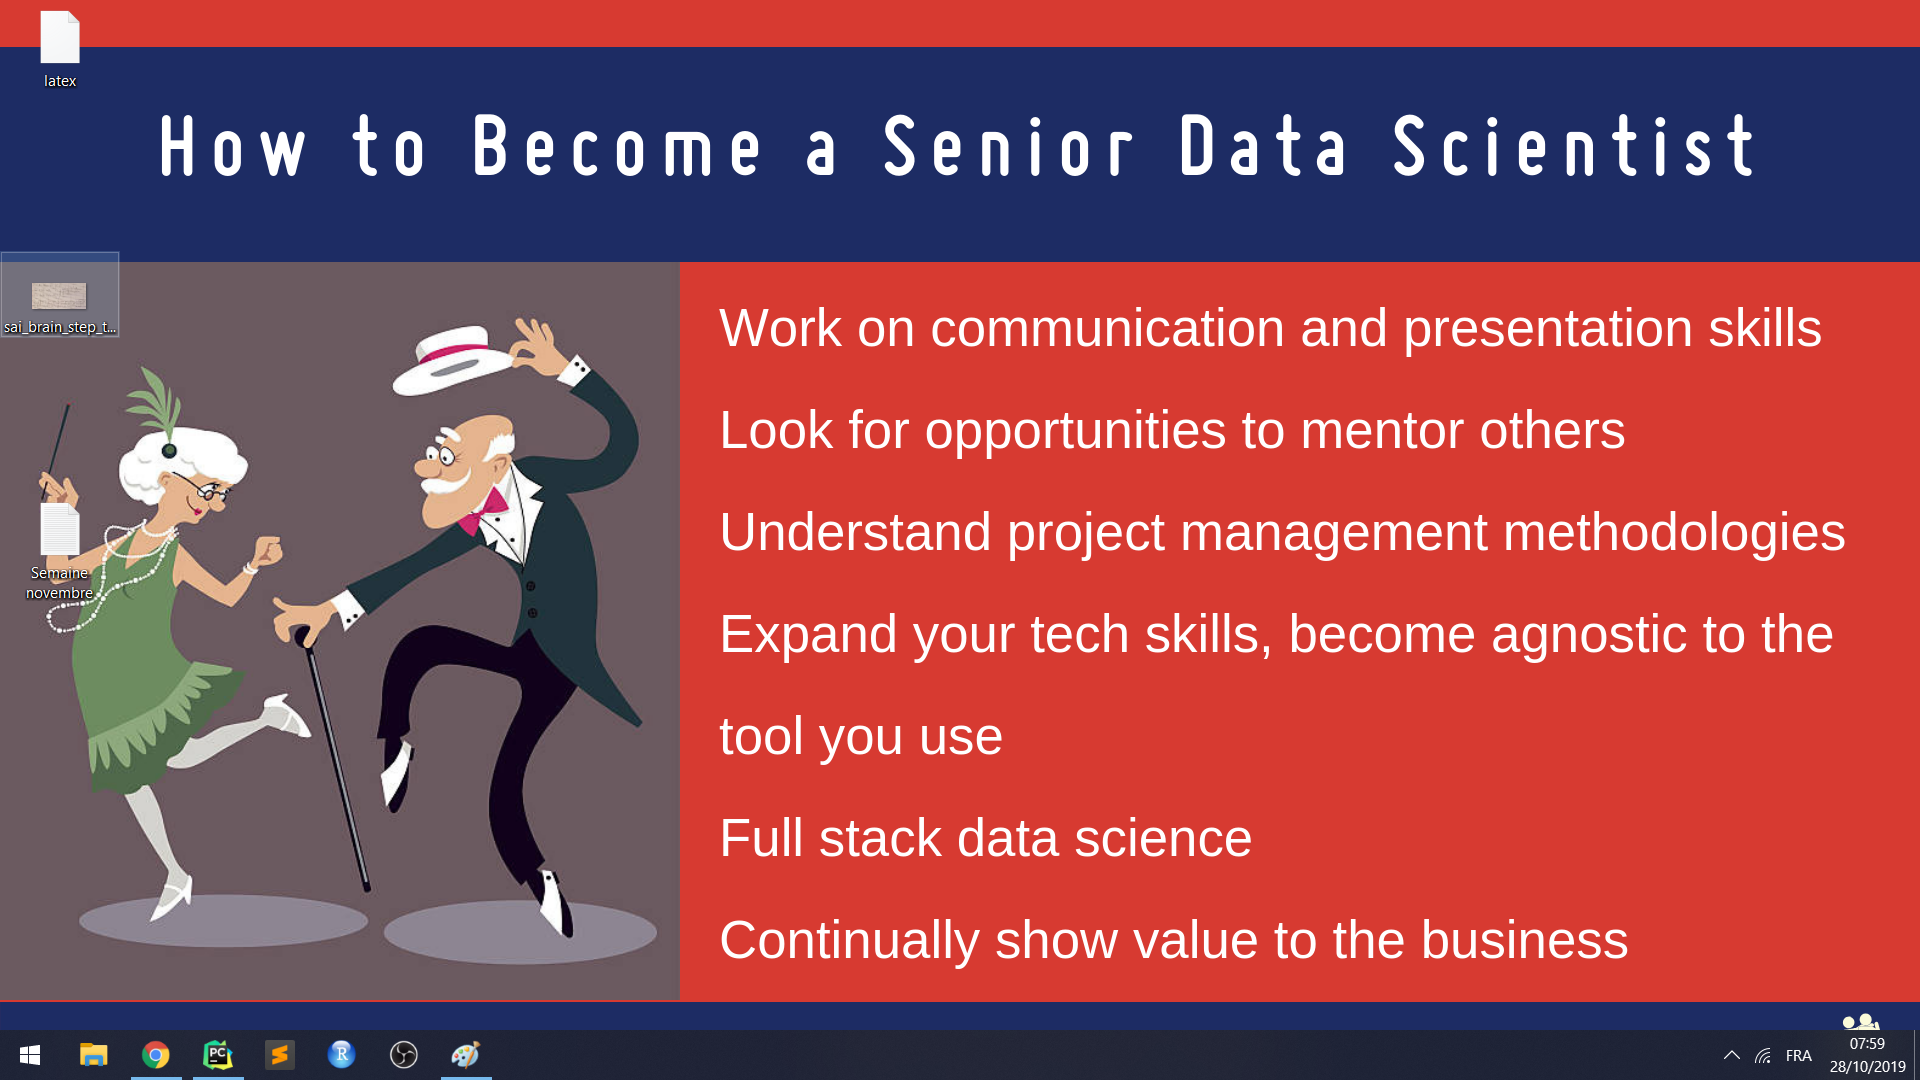 latex
How to Become a Senior Data Scientist
sai_brain_step_t...
Work on communication and presentation skills
Look for opportunities to mentor others
Understand project management methodologies
Semaine
novembre
Expand your tech skills, become agnostic to the
tool you use
Full stack data science
Continually show value to the business
PC
R
FRA
07:59
28/10/2019